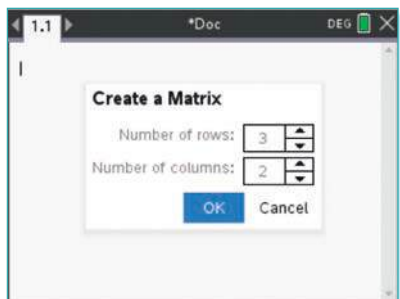 1.1 *Doc DEG
Create a Matrix
Number of rows: 3
Number of columns: 2
OK Cancel